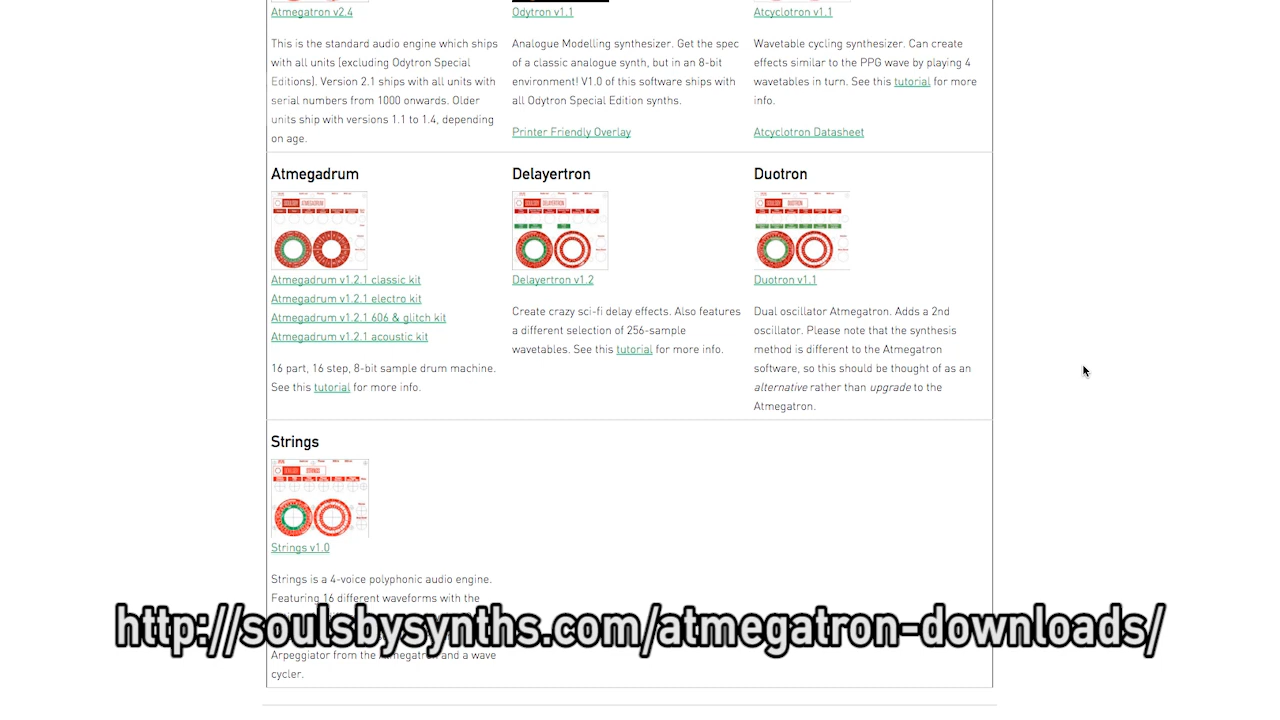 Atmegatron v2.4
This is the standard audio engine which ships
with all units (excluding Odytron Special
Editions). Version 2.1 ships with all units with
serial numbers from 1000 onwards. Older
units ship with versions 1.1 to 1.4, depending
on age.
Odytron v1.1
Analogue Modelling synthesizer. Get the spec
of a classic analogue synth, but in an 8-bit
environment! V1.0 of this software ships with
all Odytron Special Edition synths.
Printer Friendly Overlay
Atcyclotron v1.1
Wavetable cycling synthesizer. Can create
effects similar to the PPG wave by playing 4
wavetables in turn. See this tutorial for more
info.
Atcyclotron Datasheet
Atmegadrum
SOULSBY ATMEGADRUM
Atmegadrum v1.2.1 classic kit
Atmegadrum v1.2.1 electro kit
Atmegadrum v1.2.1 606 & glitch kit
Atmegadrum v1.2.1 acoustic kit
16 part, 16 step, 8-bit sample drum machine.
See this tutorial for more info.
Delayertron
SOULSBY DELAYERTRON
Delayertron v1.2
Create crazy sci-fi delay effects. Also features
a different selection of 256-sample
wavetables. See this tutorial for more info.
Duotron
SOULSBY DUOTRON
Duotron v1.1
Dual oscillator Atmegatron. Adds a 2nd
oscillator. Please note that the synthesis
method is different to the Atmegatron
software, so this should be thought of as an
alternative rather than upgrade to the
Atmegatron.
Strings
SOULSBY STRINGS
Strings v1.0
Strings is a 4-voice polyphonic audio engine.
Featuring 16 different waveforms with the
http://soulsbysynths.com/atmegatron-downloads/
Arpeggiator from the Atmegatron and a wave
cycler.